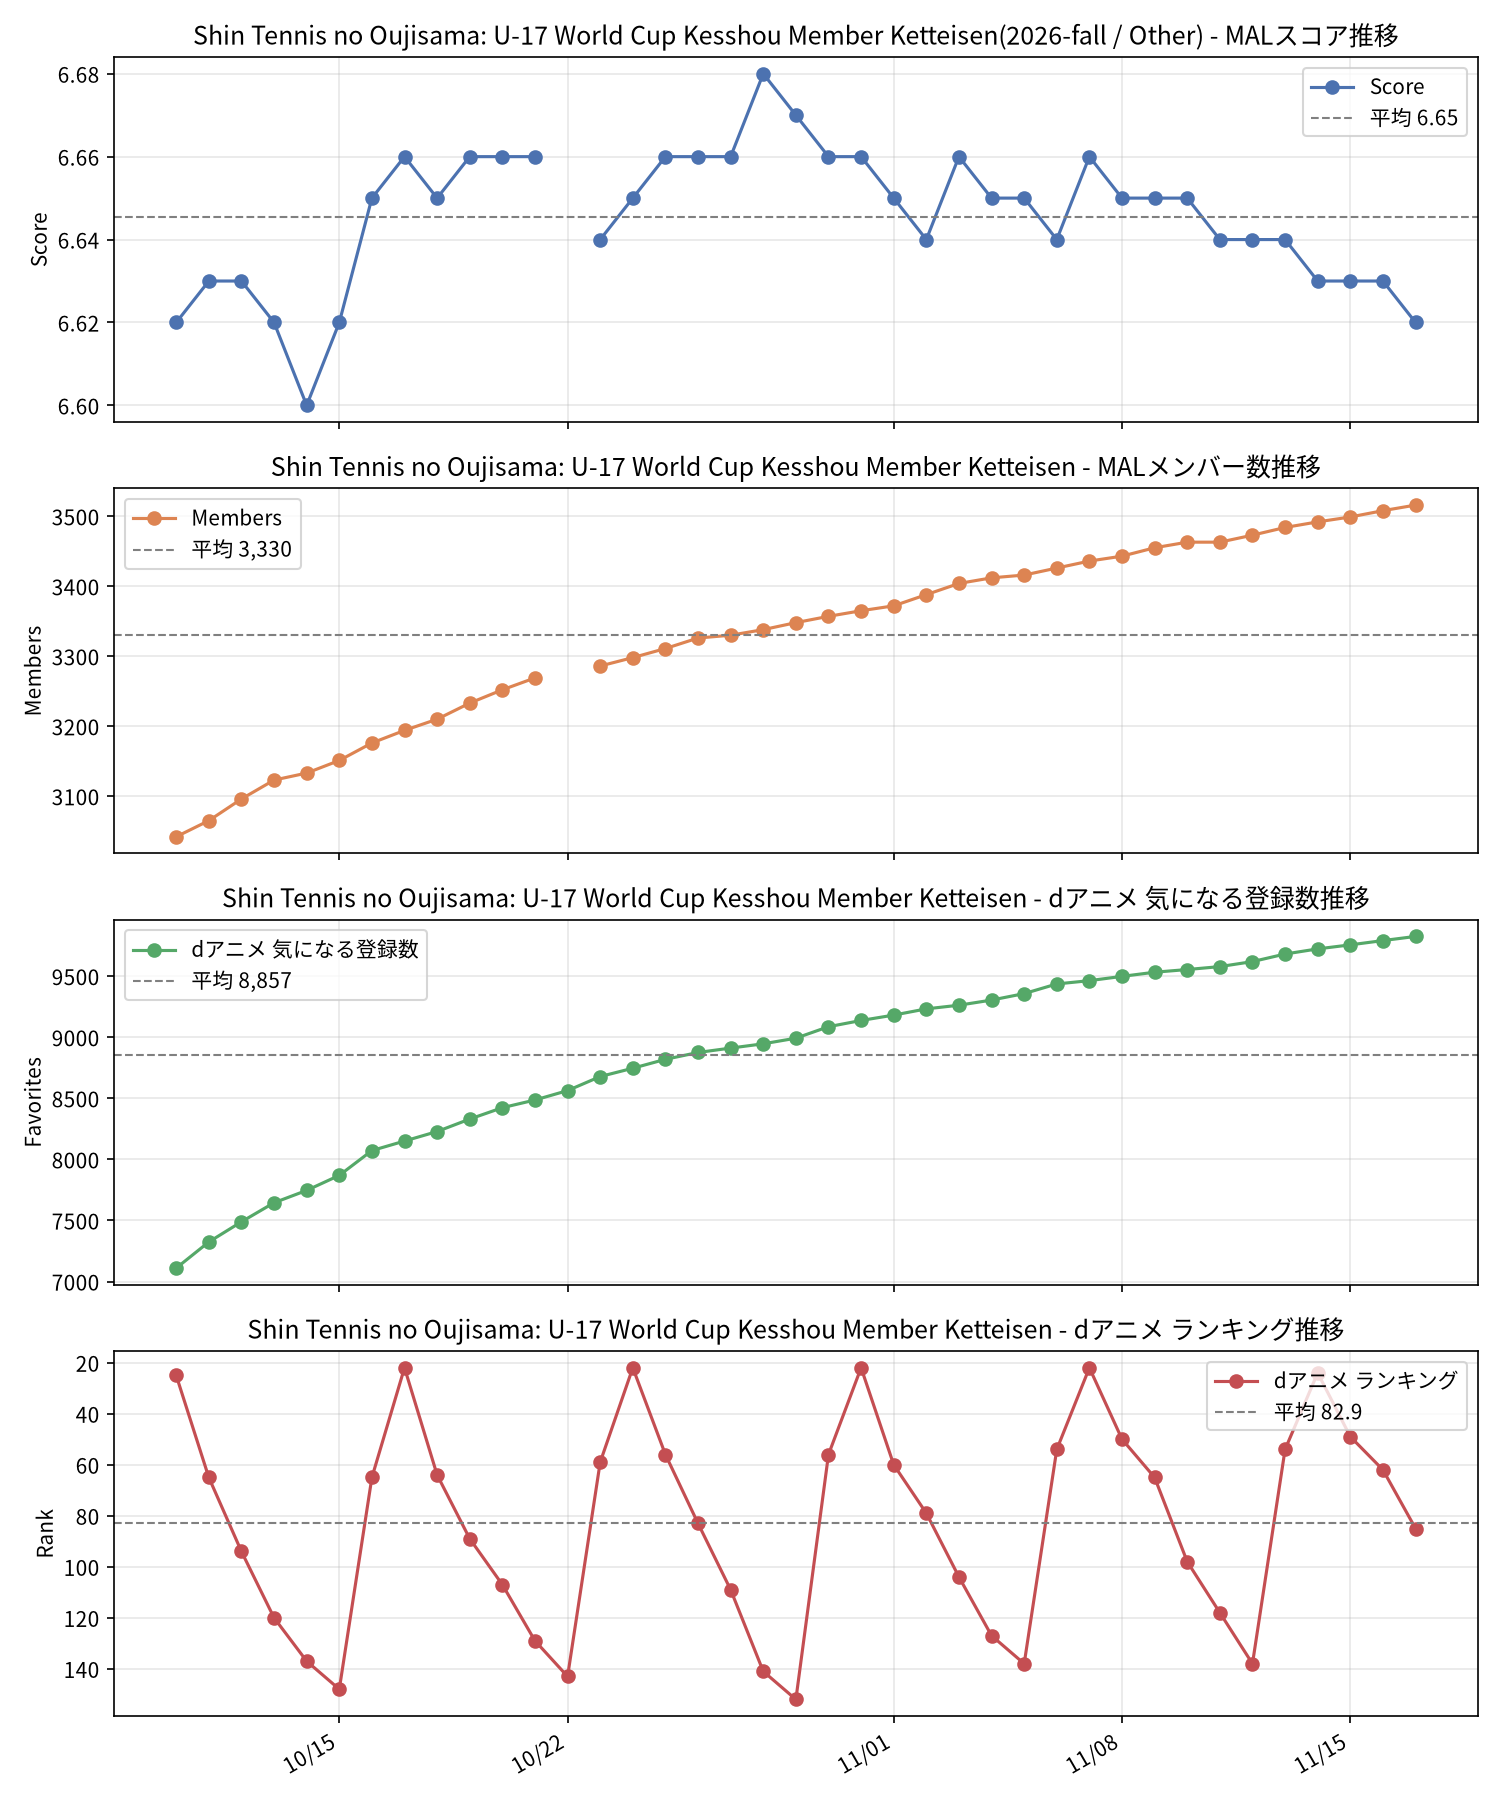 Shin Tennis no Oujisama: U-17 World Cup Kesshou Member Ketteisen(2026-fall / Other) - MALスコア推移
6.68
6.66
6.64
6.62
6.60
Score
Score
平均 6.65
Shin Tennis no Oujisama: U-17 World Cup Kesshou Member Ketteisen - MALメンバー数推移
3500
3400
3300
3200
3100
Members
Members
平均 3,330
Shin Tennis no Oujisama: U-17 World Cup Kesshou Member Ketteisen - dアニメ 気になる登録数推移
9500
9000
8500
8000
7500
7000
Favorites
dアニメ 気になる登録数
平均 8,857
Shin Tennis no Oujisama: U-17 World Cup Kesshou Member Ketteisen - dアニメ ランキング推移
20
40
60
80
100
120
140
Rank
dアニメ ランキング
平均 82.9
10/15
10/22
11/01
11/08
11/15